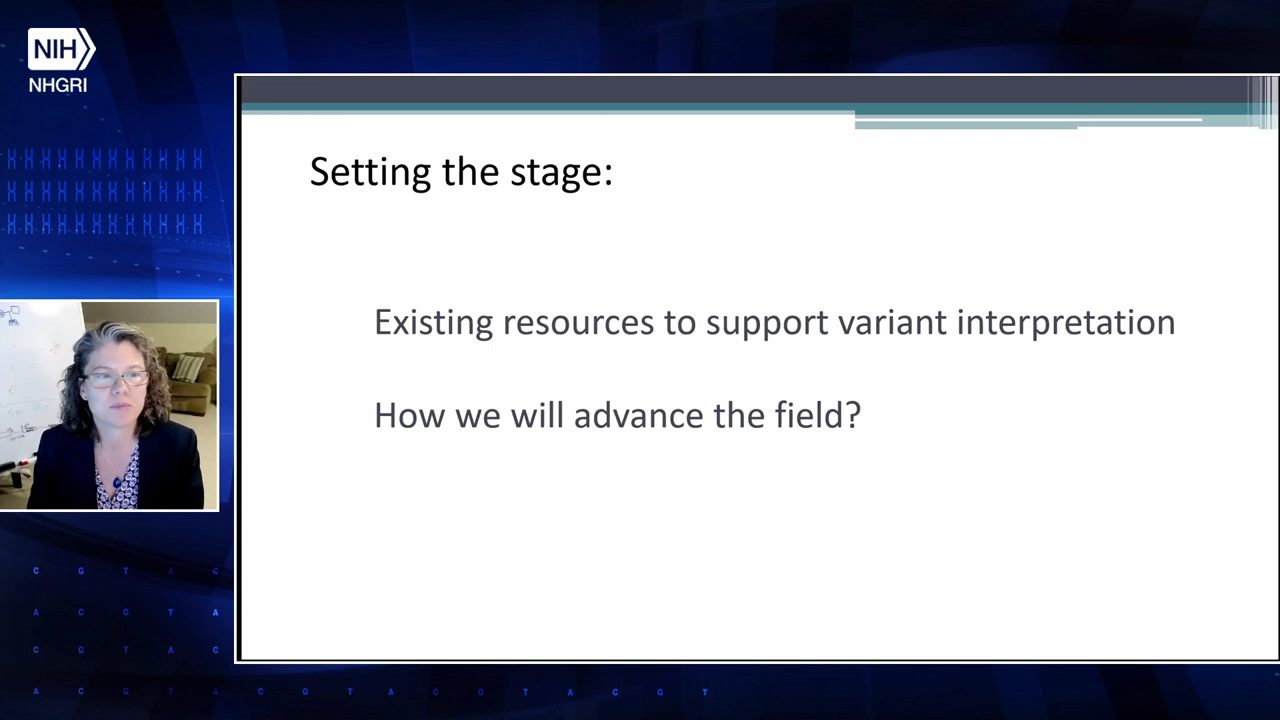 NIH
NHGRI
Setting the stage:
Existing resources to support variant interpretation
How we will advance the field?
C G T A C
A C G T A
C G T A C
A C G T A C G T A C G T A C G T